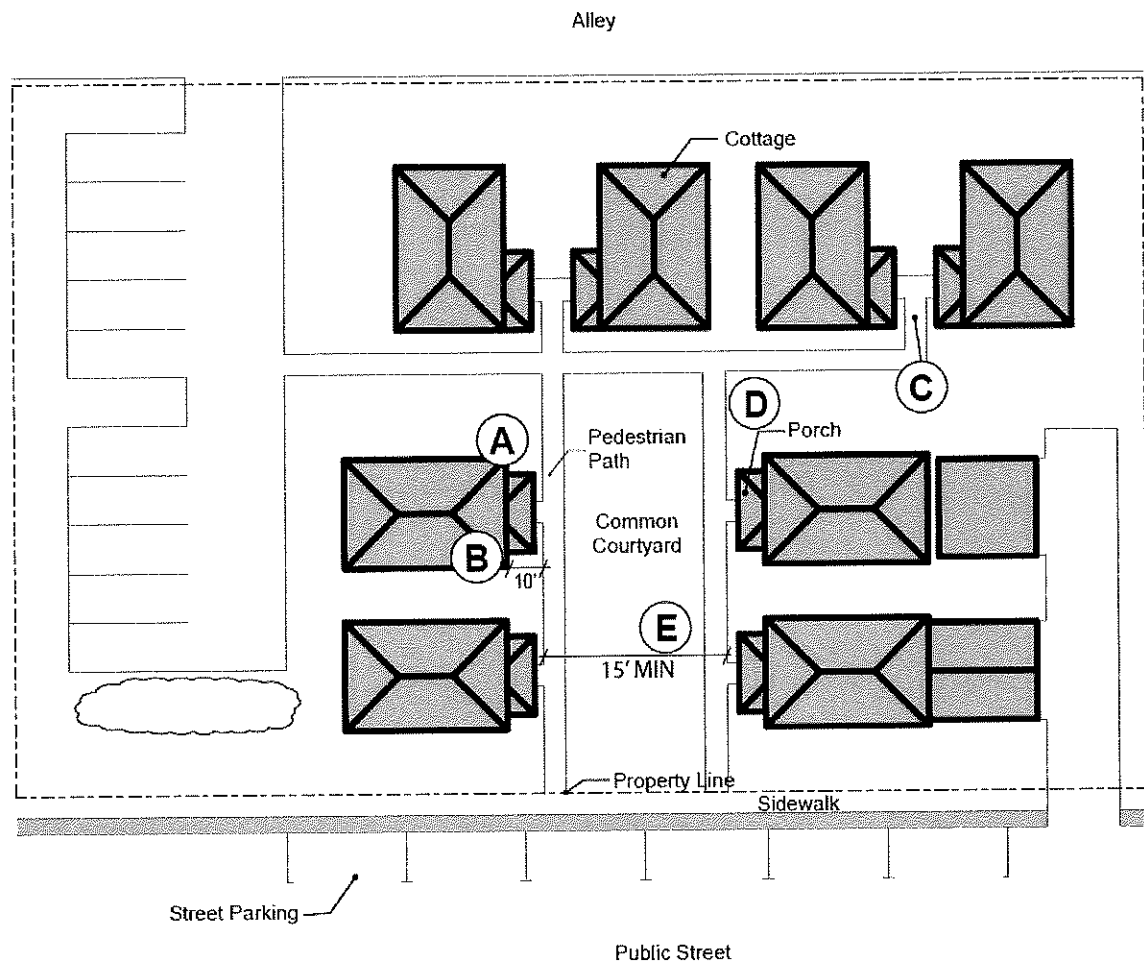 Alley
Cottage
C
D
Porch
A
Pedestrian
Path
Common
Courtyard
B
10'
E
15' MIN
Property Line
Sidewalk
Street Parking
Public Street